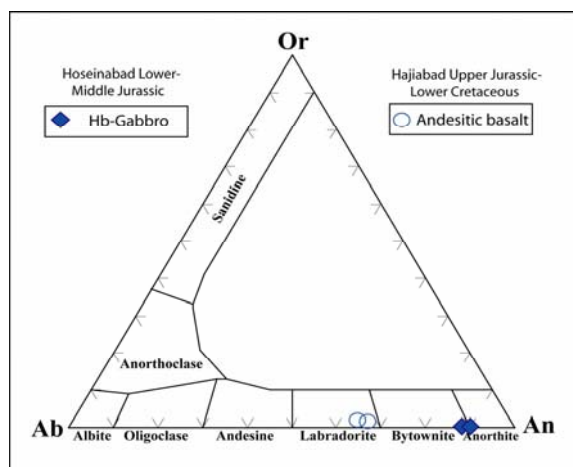 Or
Hoseinabad Lower-
Middle Jurassic
Hb-Gabbro
Hajiabad Upper Jurassic-
Lower Cretaceous
Andesitic basalt
Sanidine
Anorthoclase
Ab
Albite
Oligoclase
Andesine
Labradorite
Bytownite
Anorthite
An